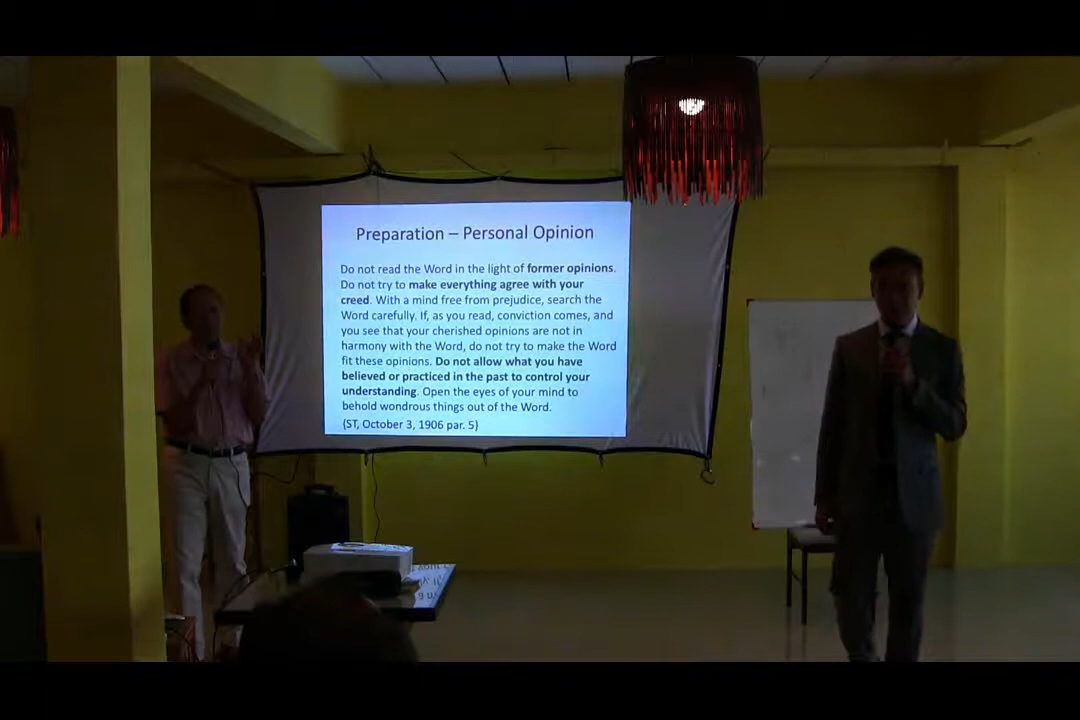 Preparation – Personal Opinion
Do not read the Word in the light of former opinions.
Do not try to make everything agree with your
creed. With a mind free from prejudice, search the
Word carefully. If, as you read, conviction comes, and
you see that your cherished opinions are not in
harmony with the Word, do not try to make the Word
fit these opinions. Do not allow what you have
believed or practiced in the past to control your
understanding. Open the eyes of your mind to
behold wondrous things out of the Word.
{ST, October 3, 1906 par. 5}